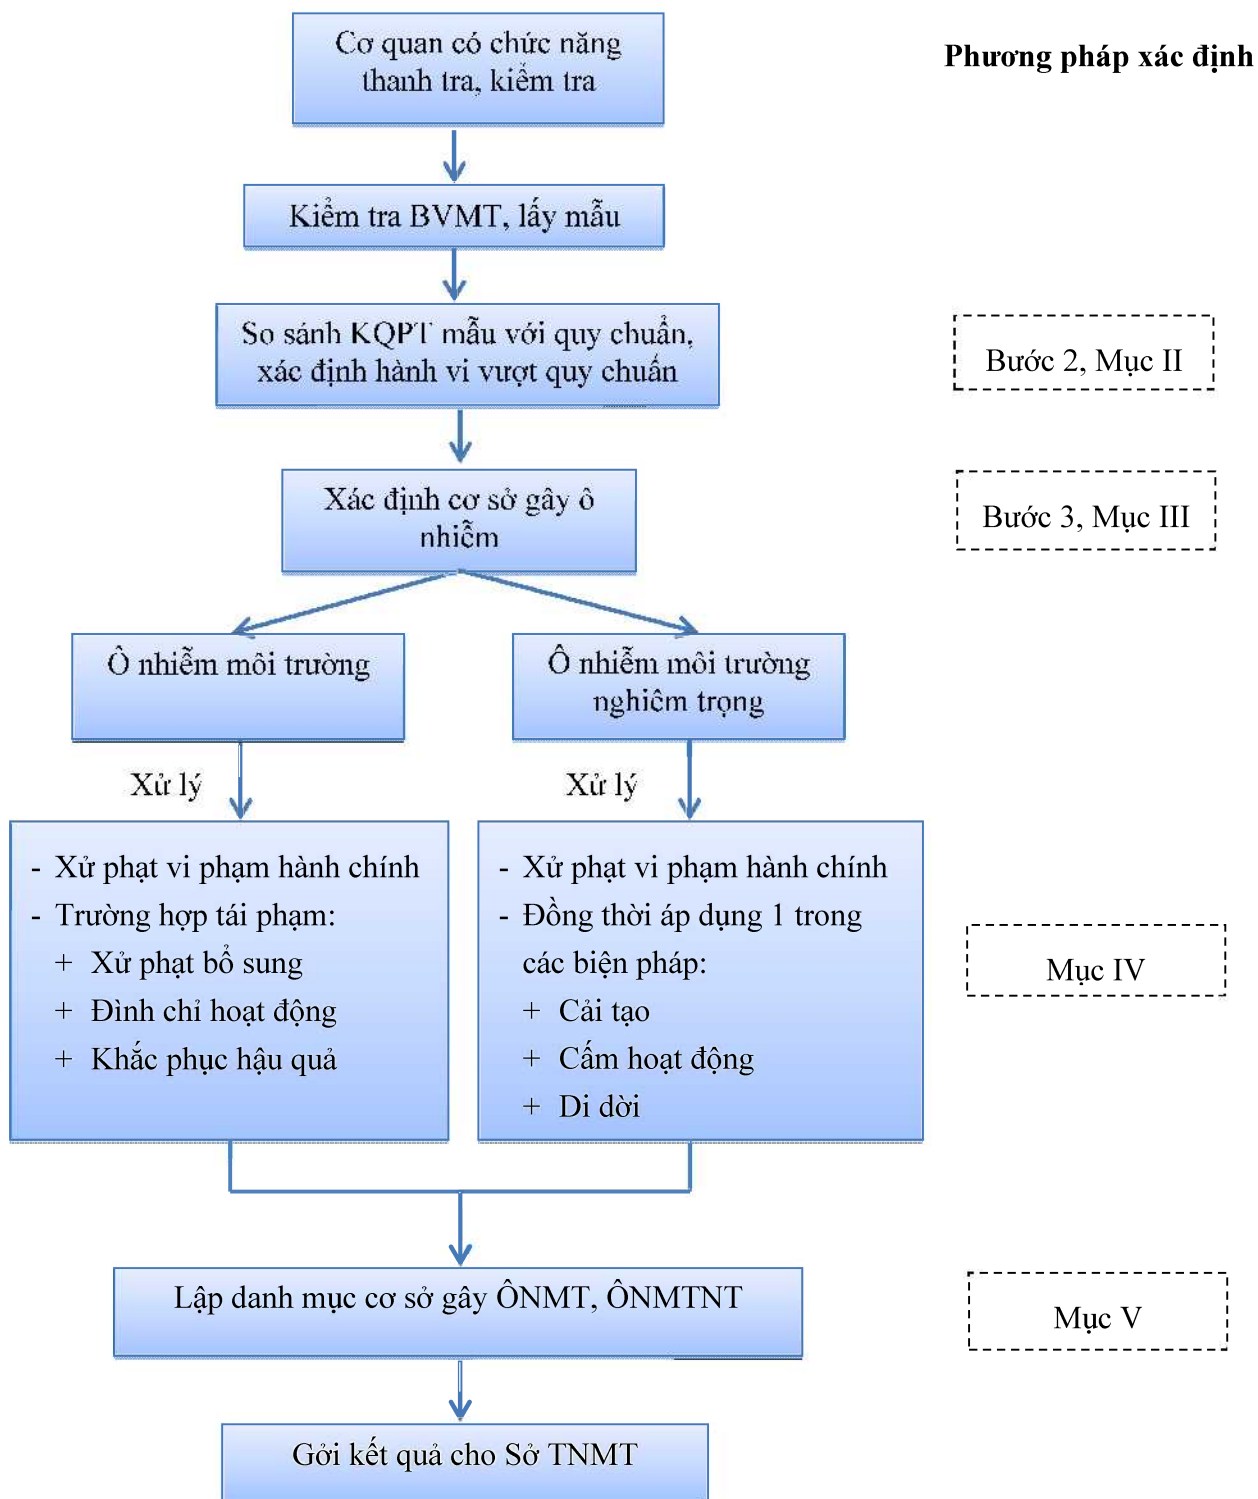 Cơ quan có chức năng
thanh tra, kiểm tra
Phương pháp xác định
Kiểm tra BVMT, lấy mẫu
So sánh KQPT mẫu với quy chuẩn,
xác định hành vi vượt quy chuẩn
Bước 2, Mục II
Xác định cơ sở gây ô
nhiễm
Bước 3, Mục III
Ô nhiễm môi trường
Ô nhiễm môi trường
nghiêm trọng
Xử lý
Xử lý
- Xử phạt vi phạm hành chính
- Trường hợp tái phạm:
+ Xử phạt bổ sung
+ Đình chỉ hoạt động
+ Khắc phục hậu quả
- Xử phạt vi phạm hành chính
- Đồng thời áp dụng 1 trong
các biện pháp:
+ Cải tạo
+ Cấm hoạt động
+ Di dời
Mục IV
Lập danh mục cơ sở gây ÔNMT, ÔNMTNT
Mục V
Gởi kết quả cho Sở TNMT